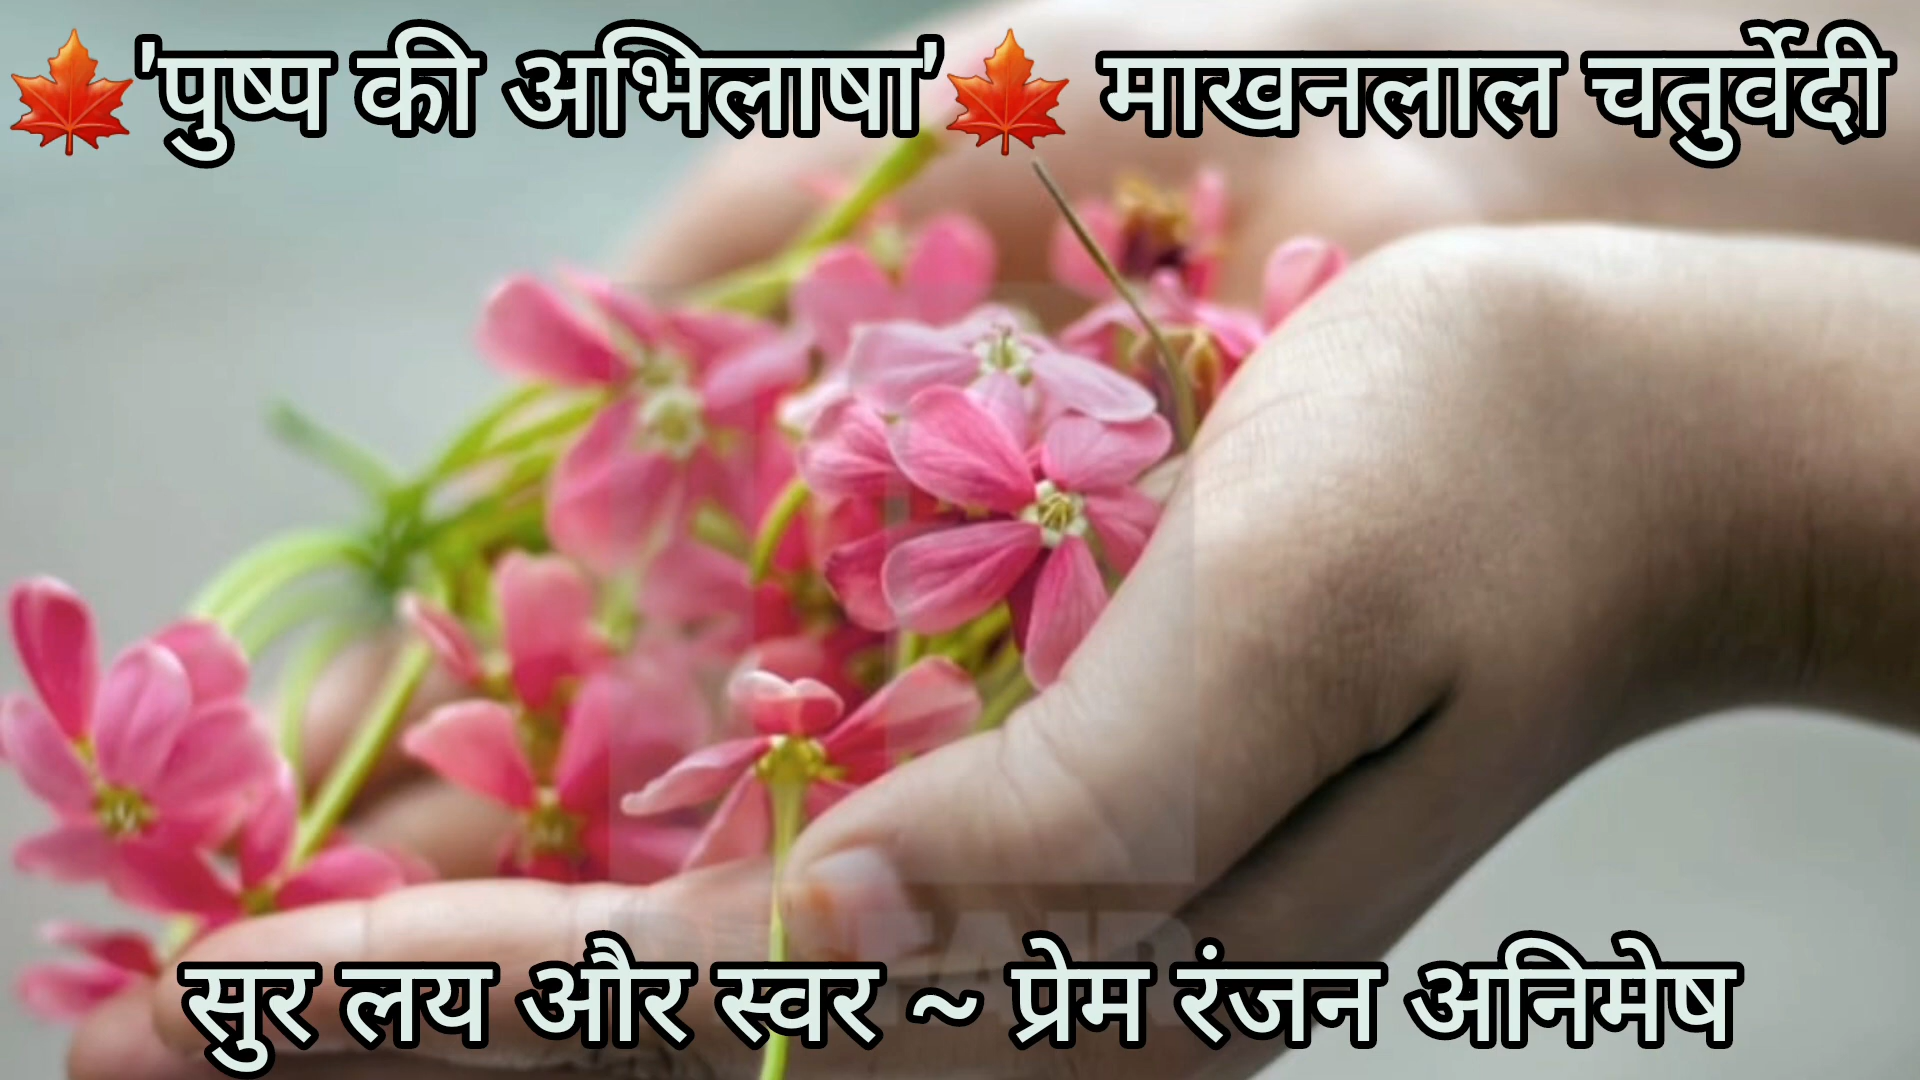 🍁'पुष्प की अभिलाषा'🍁 माखनलाल चतुर्वेदी
सुर लय और स्वर ~ प्रेम रंजन अनिमेष